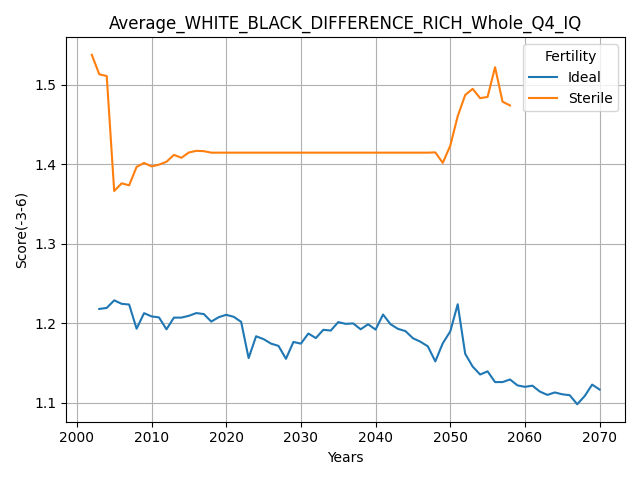 Average_WHITE_BLACK_DIFFERENCE_RICH_Whole_Q4_IQ
Fertility
Ideal
Sterile
Score(-3-6)
1.5
1.4
1.3
1.2
1.1
2000 2010 2020 2030 2040 2050 2060 2070
Years